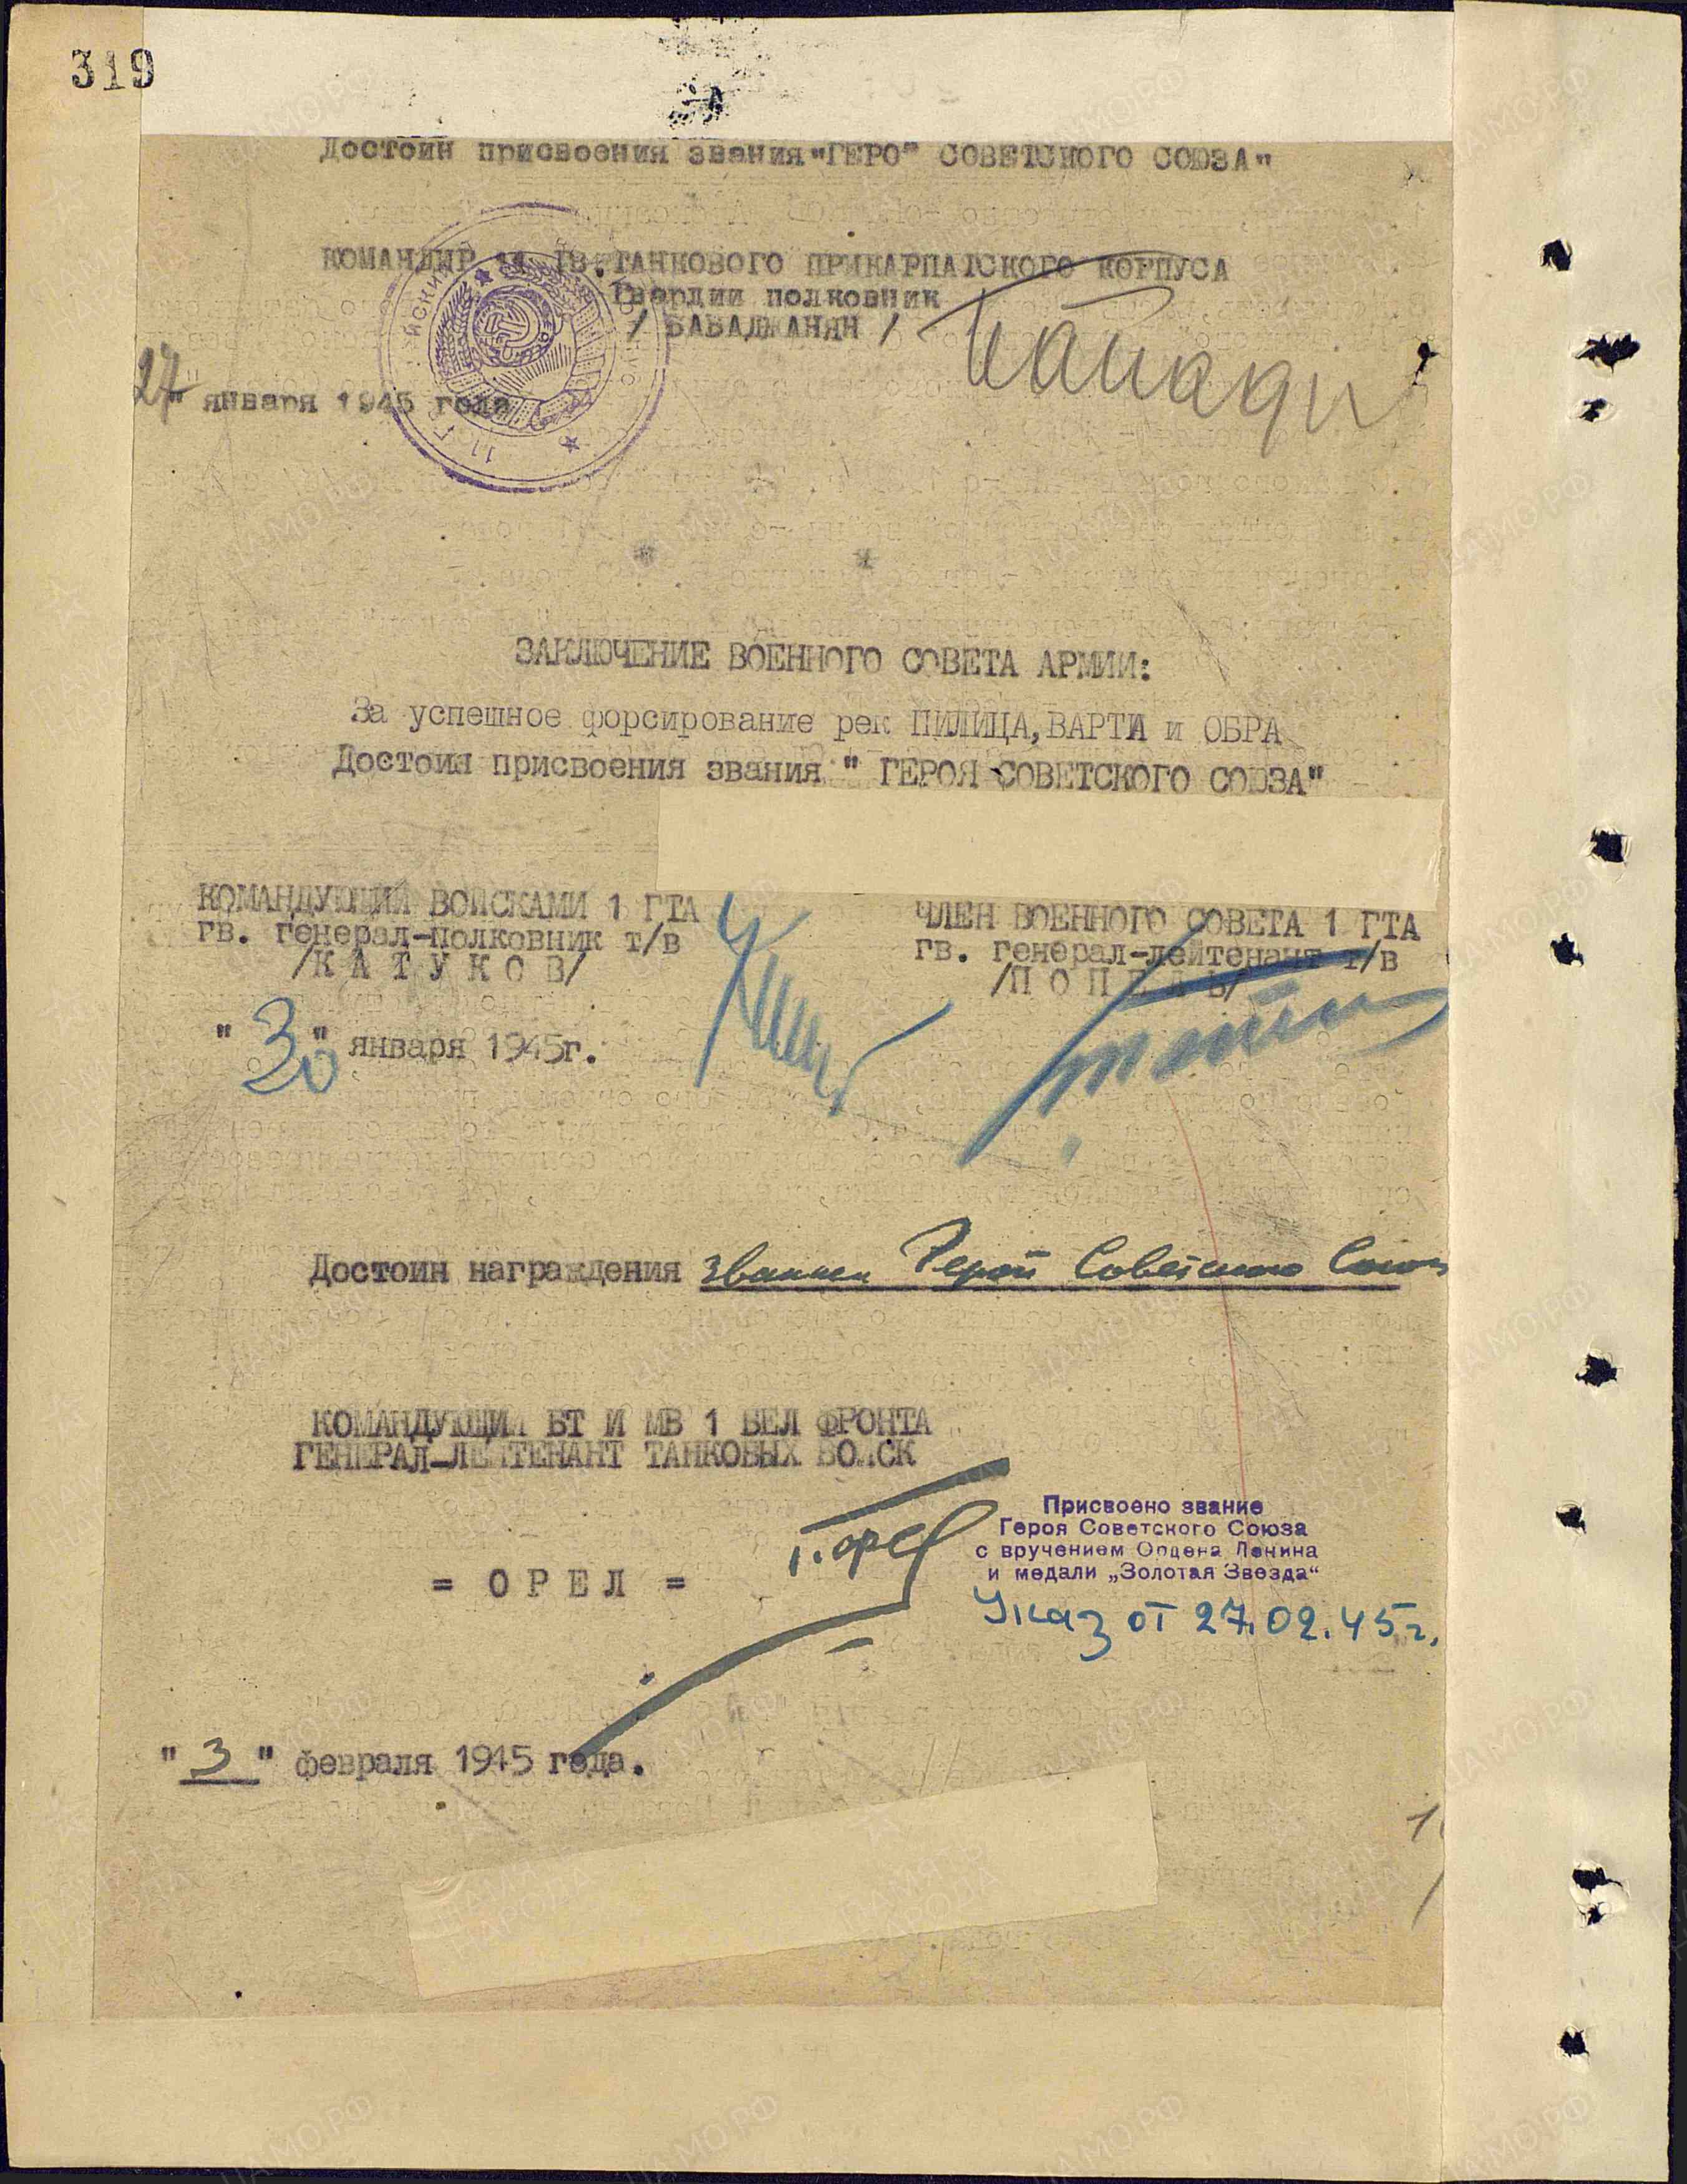 319
Достоин присвоения звания "ГЕРО" СОВЕТСКОГО СОЮЗА"
КОМАНДИР 11 ГВ.ТАНКОВОГО ПРИКАРПАТСКОГО КОРПУСА
Гвардии полковник
/ БАБАДЖАНЯН /
27" января 1945 года
ЗАКЛЮЧЕНИЕ ВОЕННОГО СОВЕТА АРМИИ:
За успешное форсирование рек ПИЛИЦА, ВАРТА и ОБРА
Достоин присвоения звания " ГЕРОЯ СОВЕТСКОГО СОЮЗА"
КОМАНДУЮЩИЙ ВОЙСКАМИ 1 ГТА
гв. генерал-полковник т/в
/К А Т У К О В/
ЧЛЕН ВОЕННОГО СОВЕТА 1 ГТА
гв. генерал-лейтенант т/в
/П О П Е Л Ь/
"30" января 1945г.
Достоин награждения званием Герой Советского Союза
КОМАНДУЮЩИЙ БТ И МВ 1 БЕЛ ФРОНТА
ГЕНЕРАЛ-ЛЕЙТЕНАНТ ТАНКОВЫХ ВОЙСК
= ОРЕЛ =
Присвоено звание
Героя Советского Союза
с вручением Ордена Ленина
и медали „Золотая Звезда"
Указ от 27.02.45г.
" 3 " февраля 1945 года.